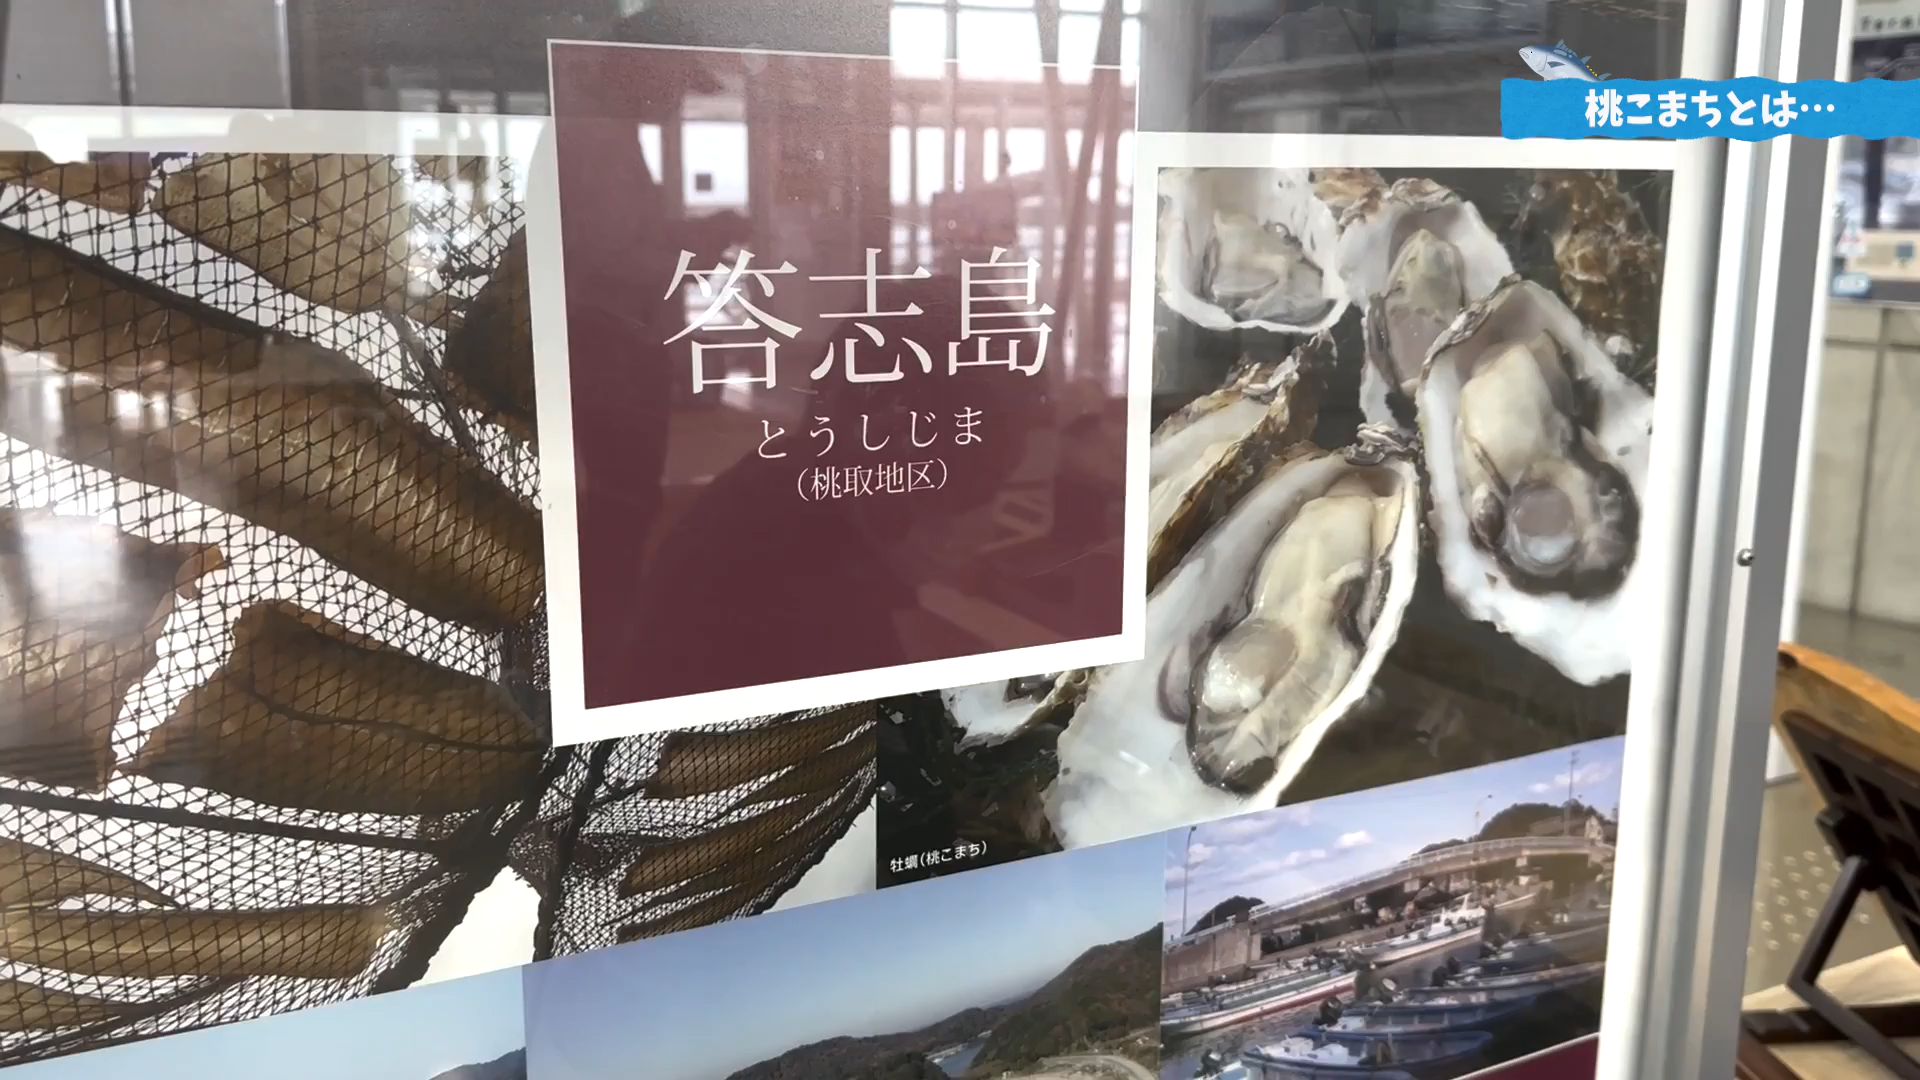 桃こまちとは…
答志島
とうしじま
(桃取地区)
牡蠣(桃こまち)